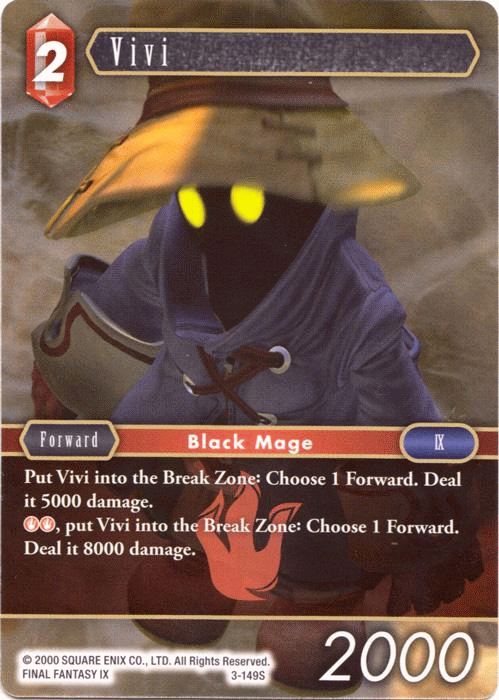 2
Vivi
Forward
Black Mage
IX
Put Vivi into the Break Zone: Choose 1 Forward. Deal
it 5000 damage.
, put Vivi into the Break Zone: Choose 1 Forward.
Deal it 8000 damage.
© 2000 SQUARE ENIX CO., LTD. All Rights Reserved.
FINAL FANTASY IX
3-149S
2000